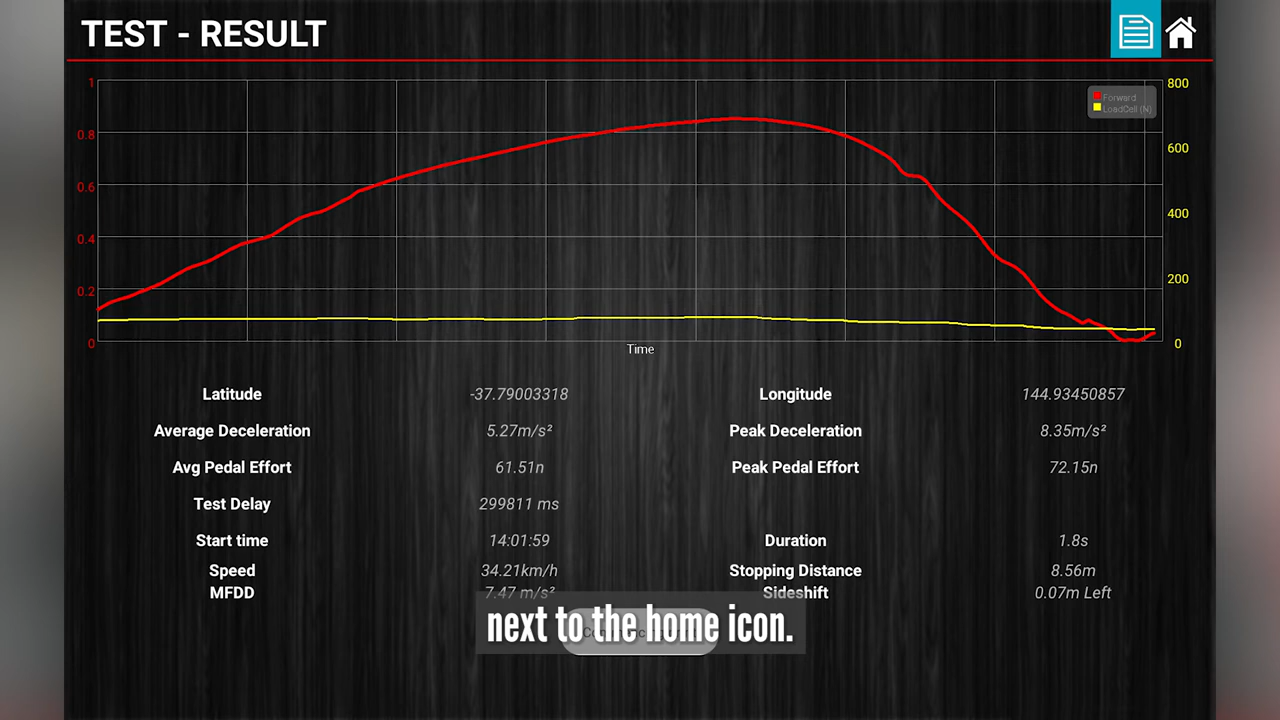 TEST - RESULT
1
0.8
0.6
0.4
0.2
0
800
600
400
200
0
Forward
LoadCell (N)
Time
Latitude -37.79003318 Longitude 144.93450857
Average Deceleration 5.27m/s² Peak Deceleration 8.35m/s²
Avg Pedal Effort 61.51n Peak Pedal Effort 72.15n
Test Delay 299811 ms
Start time 14:01:59 Duration 1.8s
Speed 34.21km/h Stopping Distance 8.56m
MFDD 7.47 m/s² Sideshift 0.07m Left
next to the home icon.